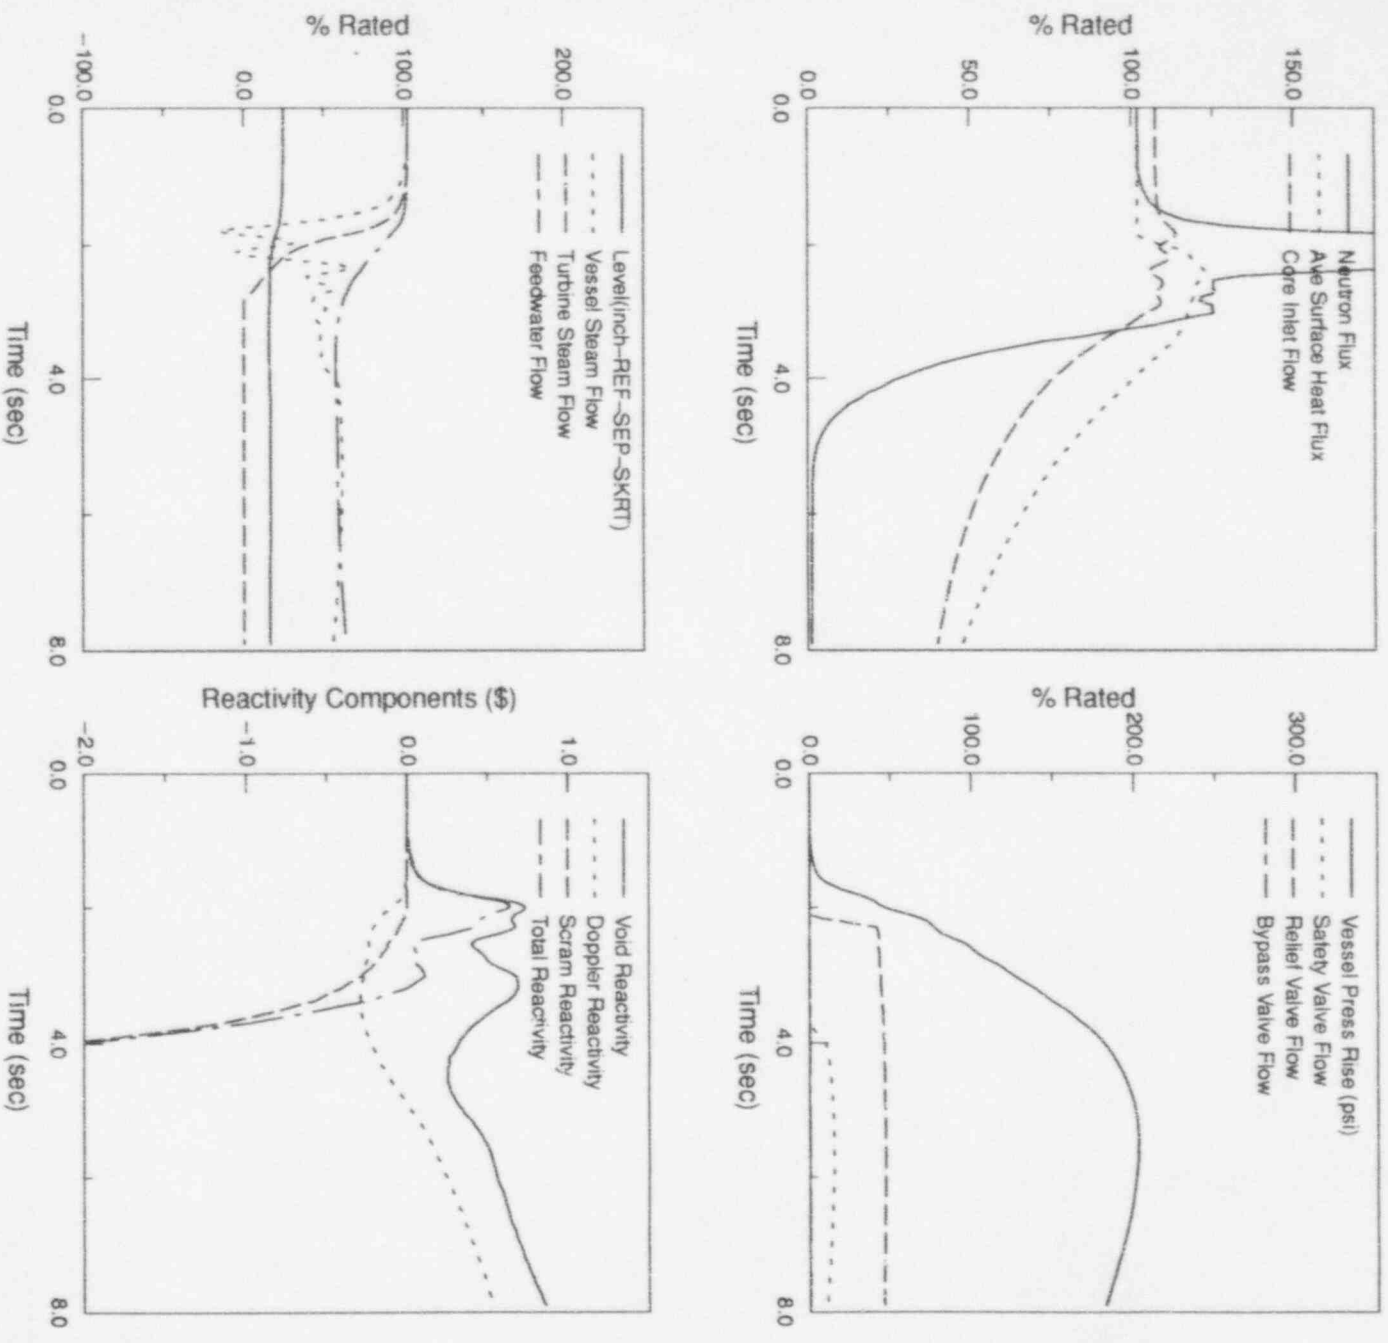 % Rated
150.0
100.0
50.0
0.0
0.0
4.0
8.0
Time (sec)
Neutron Flux
Ave Surface Heat Flux
Core Inlet Flow
% Rated
300.0
200.0
100.0
0.0
0.0
4.0
8.0
Time (sec)
Vessel Press Rise (psi)
Safety Valve Flow
Relief Valve Flow
Bypass Valve Flow
% Rated
200.0
100.0
0.0
-100.0
0.0
4.0
8.0
Time (sec)
Level(inch-REF-SEP-SKRT)
Vessel Steam Flow
Turbine Steam Flow
Feedwater Flow
Reactivity Components ($)
1.0
0.0
-1.0
-2.0
0.0
4.0
8.0
Time (sec)
Void Reactivity
Doppler Reactivity
Scram Reactivity
Total Reactivity